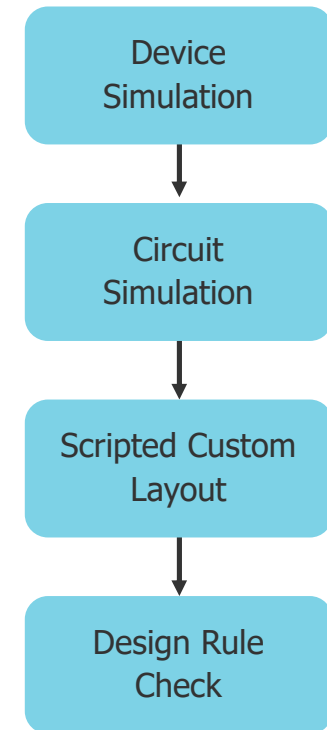 Device
Simulation
Circuit
Simulation
Scripted Custom
Layout
Design Rule
Check